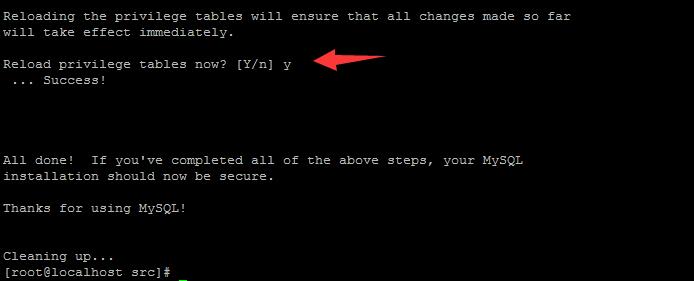 Reloading the privilege tables will ensure that all changes made so far
will take effect immediately.
Reload privilege tables now? [Y/n] y
 ... Success!
All done!  If you've completed all of the above steps, your MySQL
installation should now be secure.
Thanks for using MySQL!
Cleaning up...
[root@localhost src]#